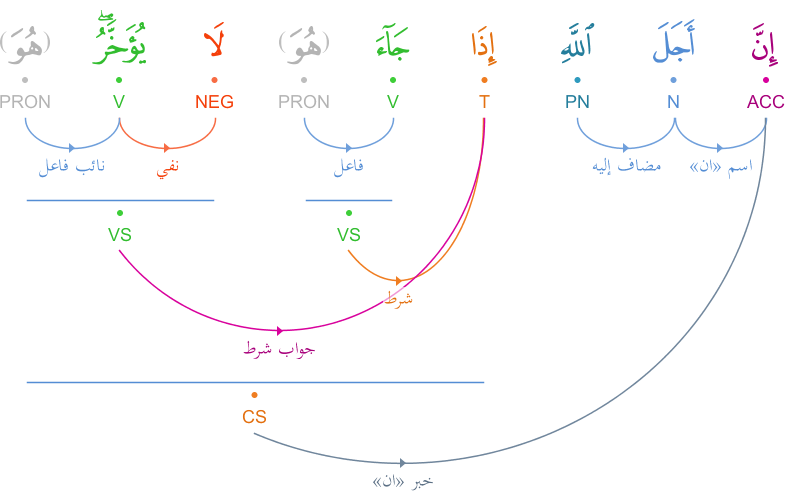 إِنَّ أَجَلَ ٱللَّهِ إِذَا جَآءَ (هُوَ) لَا يُؤَخَّرُ ۖ (هُوَ)
ACC N PN T V PRON NEG V PRON
اسم «ان» مضاف إليه فاعل نفي نائب فاعل
VS VS
شرط
جواب شرط
CS
خبر «ان»